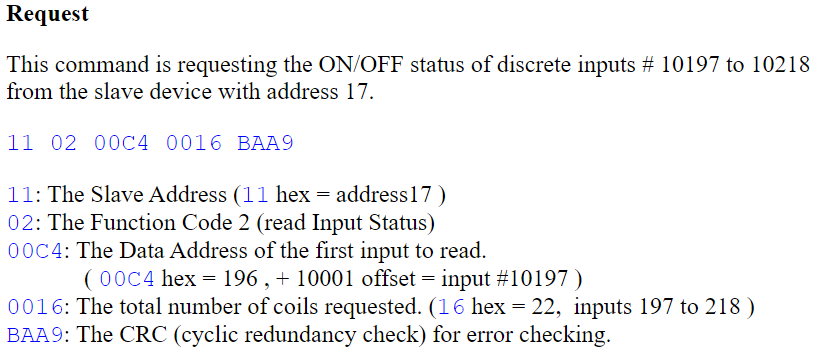 Request
This command is requesting the ON/OFF status of discrete inputs # 10197 to 10218
from the slave device with address 17.
11 02 00C4 0016 BAA9
11: The Slave Address (11 hex = address17 )
02: The Function Code 2 (read Input Status)
00C4: The Data Address of the first input to read.
( 00C4 hex = 196 , + 10001 offset = input #10197 )
0016: The total number of coils requested. (16 hex = 22, inputs 197 to 218 )
BAA9: The CRC (cyclic redundancy check) for error checking.